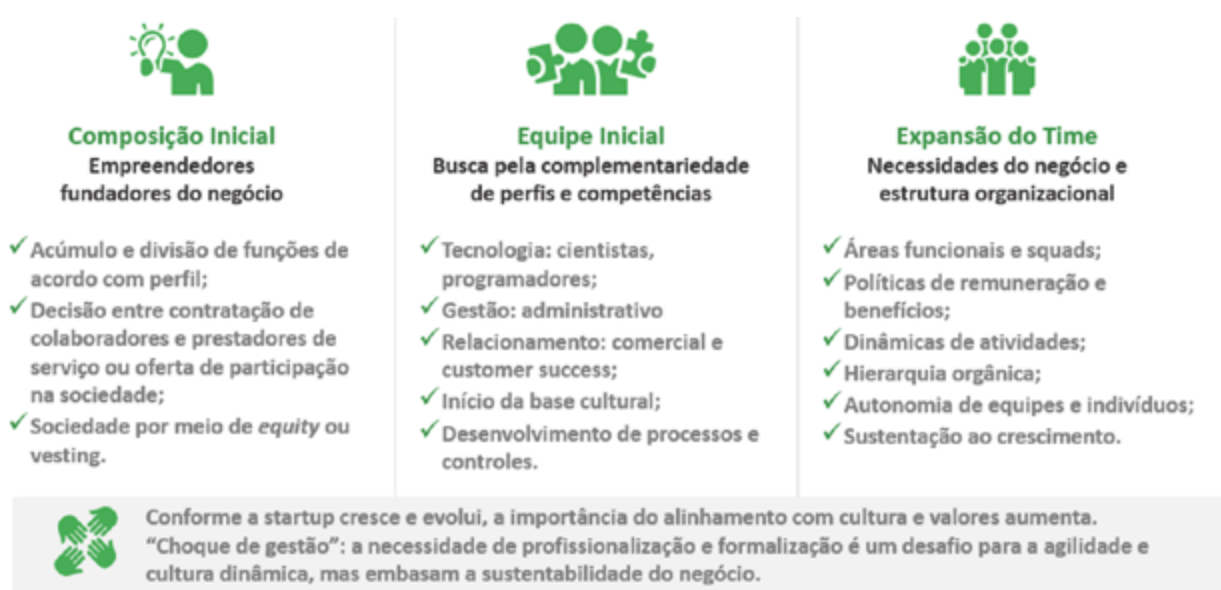 Composição Inicial
Empreendedores
fundadores do negócio
✓ Acúmulo e divisão de funções de
acordo com perfil;
✓ Decisão entre contratação de
colaboradores e prestadores de
serviço ou oferta de participação
na sociedade;
✓ Sociedade por meio de equity ou
vesting.
Equipe Inicial
Busca pela complementariedade
de perfis e competências
✓ Tecnologia: cientistas,
programadores;
✓ Gestão: administrativo
✓ Relacionamento: comercial e
customer success;
✓ Início da base cultural;
✓ Desenvolvimento de processos e
controles.
Expansão do Time
Necessidades do negócio e
estrutura organizacional
✓ Áreas funcionais e squads;
✓ Políticas de remuneração e
benefícios;
✓ Dinâmicas de atividades;
✓ Hierarquia orgânica;
✓ Autonomia de equipes e indivíduos;
✓ Sustentação ao crescimento.
Conforme a startup cresce e evolui, a importância do alinhamento com cultura e valores aumenta.
“Choque de gestão”: a necessidade de profissionalização e formalização é um desafio para a agilidade e
cultura dinâmica, mas embasam a sustentabilidade do negócio.